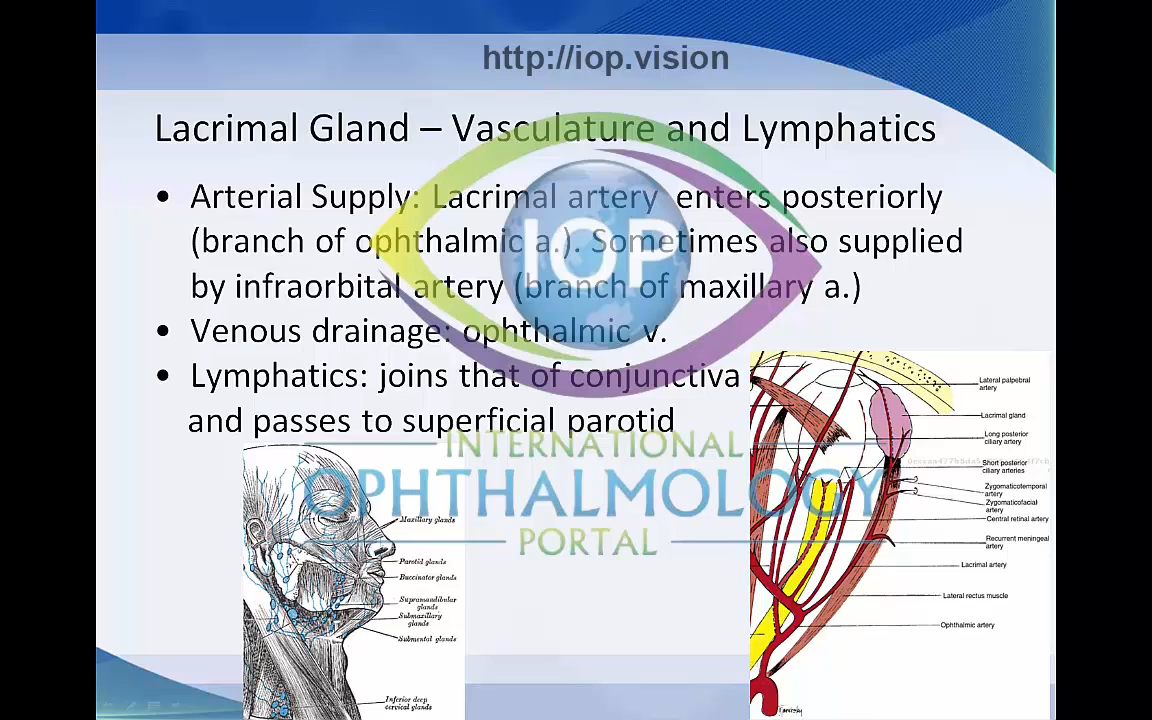 http://iop.vision
Lacrimal Gland – Vasculature and Lymphatics
• Arterial Supply: Lacrimal artery enters posteriorly
(branch of ophthalmic a.). Sometimes also supplied
by infraorbital artery (branch of maxillary a.)
• Venous drainage: ophthalmic v.
• Lymphatics: joins that of conjunctiva
and passes to superficial parotid
IOP
INTERNATIONAL
OPHTHALMOLOGY
PORTAL
Maxillary glands
Parotid glands
Buccinator glands
Supramandibular
glands
Submaxillary
glands
Submental glands
Inferior deep
cervical glands
Lateral palpebral
artery
Lacrimal gland
Long posterior
ciliary artery
Short posterior
ciliary arteries
Zygomaticotemporal
artery
Zygomaticofacial
artery
Central retinal artery
Recurrent meningeal
artery
Lacrimal artery
Lateral rectus muscle
Ophthalmic artery